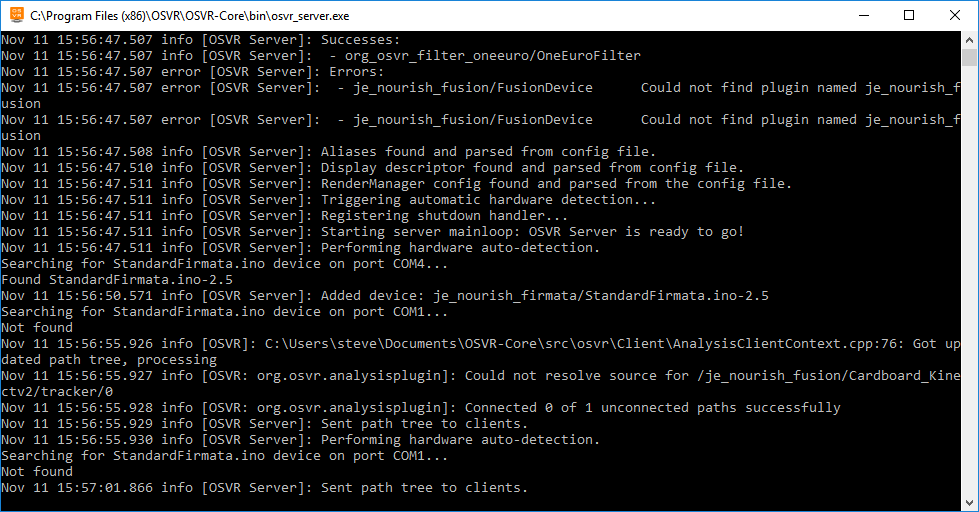 C:\Program Files (x86)\OSVR\OSVR-Core\bin\osvr_server.exe
Nov 11 15:56:47.507 info [OSVR Server]: Successes:
Nov 11 15:56:47.507 info [OSVR Server]:  - org_osvr_filter_oneeuro/OneEuroFilter
Nov 11 15:56:47.507 error [OSVR Server]: Errors:
Nov 11 15:56:47.507 error [OSVR Server]:  - je_nourish_fusion/FusionDevice      Could not find plugin named je_nourish_f
usion
Nov 11 15:56:47.507 error [OSVR Server]:  - je_nourish_fusion/FusionDevice      Could not find plugin named je_nourish_f
usion
Nov 11 15:56:47.508 info [OSVR Server]: Aliases found and parsed from config file.
Nov 11 15:56:47.510 info [OSVR Server]: Display descriptor found and parsed from config file.
Nov 11 15:56:47.511 info [OSVR Server]: RenderManager config found and parsed from the config file.
Nov 11 15:56:47.511 info [OSVR Server]: Triggering automatic hardware detection...
Nov 11 15:56:47.511 info [OSVR Server]: Registering shutdown handler...
Nov 11 15:56:47.511 info [OSVR Server]: Starting server mainloop: OSVR Server is ready to go!
Nov 11 15:56:47.511 info [OSVR Server]: Performing hardware auto-detection.
Searching for StandardFirmata.ino device on port COM4...
Found StandardFirmata.ino-2.5
Nov 11 15:56:50.571 info [OSVR Server]: Added device: je_nourish_firmata/StandardFirmata.ino-2.5
Searching for StandardFirmata.ino device on port COM1...
Not found
Nov 11 15:56:55.926 info [OSVR]: C:\Users\steve\Documents\OSVR-Core\src\osvr\Client\AnalysisClientContext.cpp:76: Got up
dated path tree, processing
Nov 11 15:56:55.927 info [OSVR: org.osvr.analysisplugin]: Could not resolve source for /je_nourish_fusion/Cardboard_Kine
ctv2/tracker/0
Nov 11 15:56:55.928 info [OSVR: org.osvr.analysisplugin]: Connected 0 of 1 unconnected paths successfully
Nov 11 15:56:55.929 info [OSVR Server]: Sent path tree to clients.
Nov 11 15:56:55.930 info [OSVR Server]: Performing hardware auto-detection.
Searching for StandardFirmata.ino device on port COM1...
Not found
Nov 11 15:57:01.866 info [OSVR Server]: Sent path tree to clients.